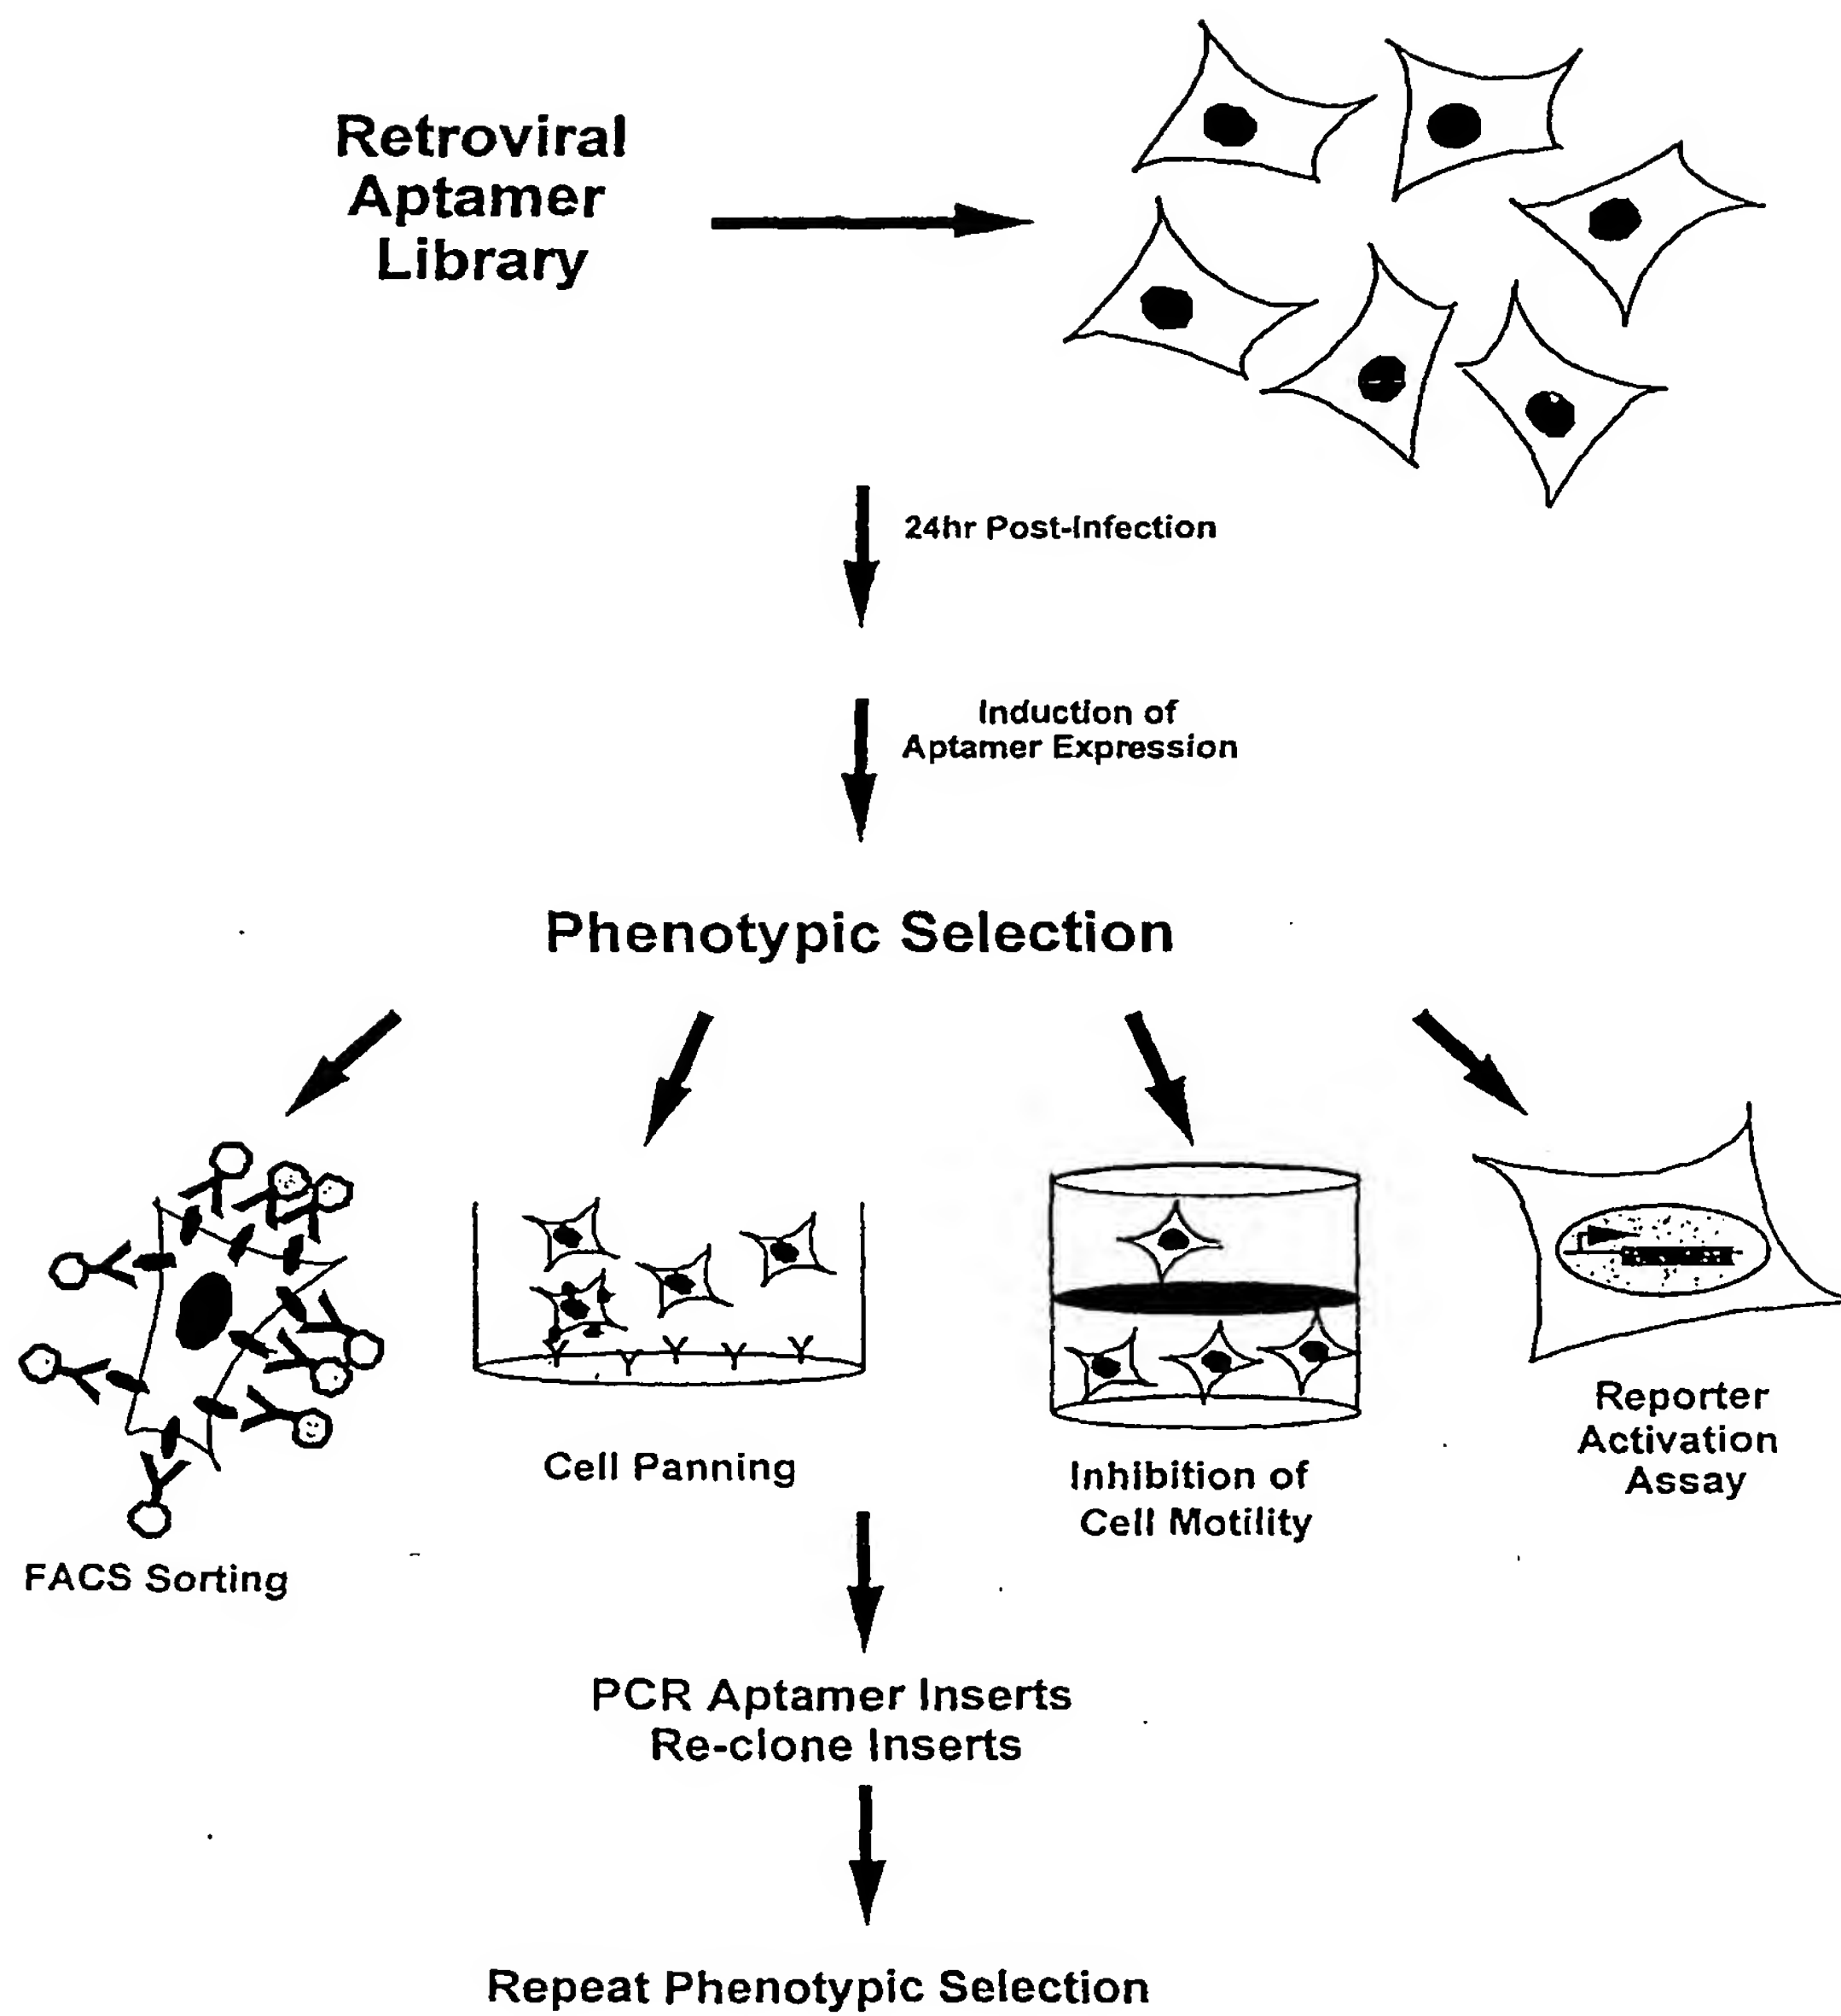 Retroviral
Aptamer
Library
24hr Post-Infection
Induction of
Aptamer Expression
Phenotypic Selection
FACS Sorting
Cell Panning
Inhibition of
Cell Motility
Reporter
Activation
Assay
PCR Aptamer Inserts
Re-clone Inserts
Repeat Phenotypic Selection